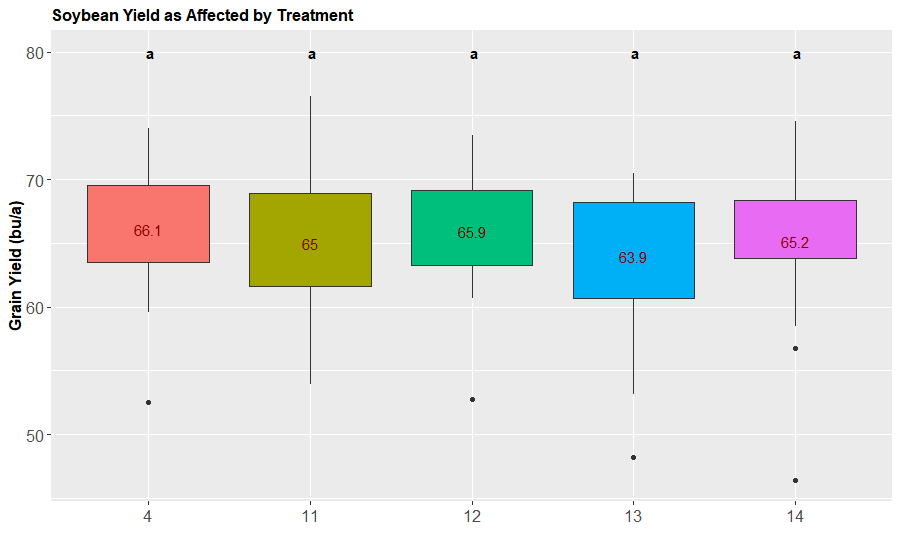 Soybean Yield as Affected by Treatment
Grain Yield (bu/a)
80
70
60
50
a a a a a
66.1 65 65.9 63.9 65.2
4 11 12 13 14